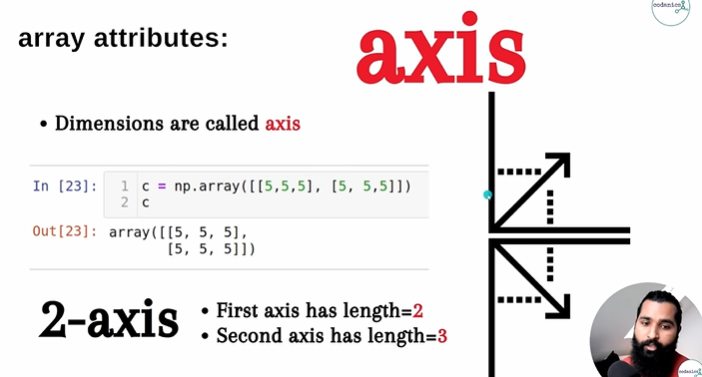 codanics
array attributes:
axis
• Dimensions are called axis
In [23]: 1 c = np.array([[5,5,5], [5, 5,5]])
2 c
Out[23]: array([[5, 5, 5],
[5, 5, 5]])
2-axis
• First axis has length=2
• Second axis has length=3
codanics